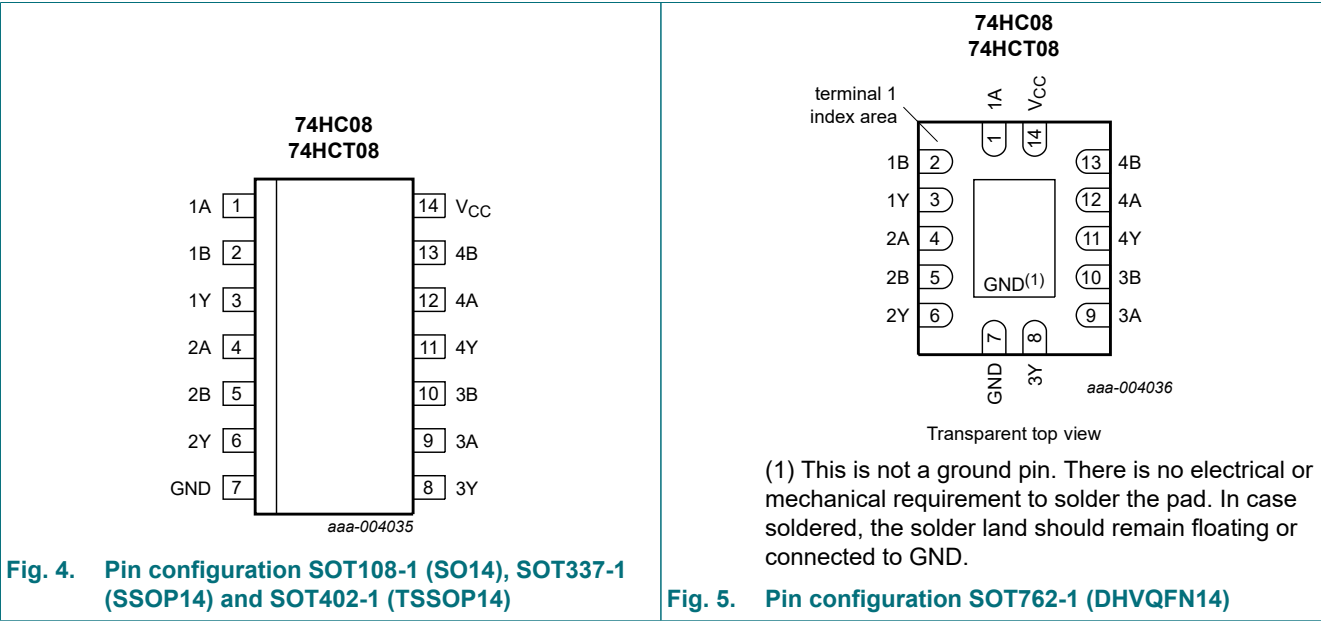 74HC08
74HCT08
1A 1
1B 2
1Y 3
2A 4
2B 5
2Y 6
GND 7
14 VCC
13 4B
12 4A
11 4Y
10 3B
9 3A
8 3Y
aaa-004035
Fig. 4. Pin configuration SOT108-1 (SO14), SOT337-1
(SSOP14) and SOT402-1 (TSSOP14)
74HC08
74HCT08
terminal 1
index area
1A
VCC
1
14
1B 2
1Y 3
2A 4
2B 5
2Y 6
13 4B
12 4A
11 4Y
10 3B
9 3A
GND(1)
7
8
GND
3Y
aaa-004036
Transparent top view
(1) This is not a ground pin. There is no electrical or
mechanical requirement to solder the pad. In case
soldered, the solder land should remain floating or
connected to GND.
Fig. 5. Pin configuration SOT762-1 (DHVQFN14)